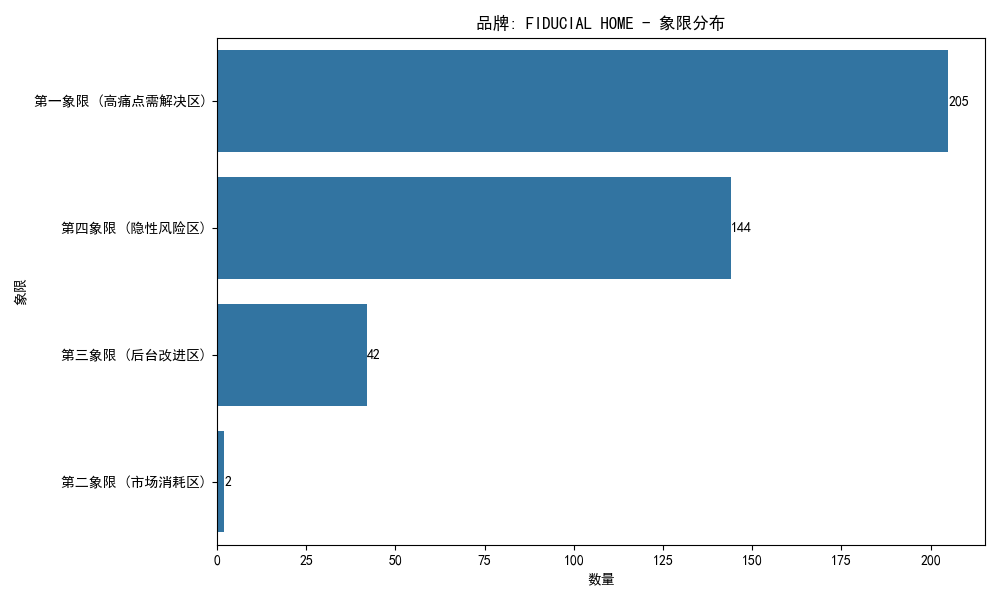 品牌: FIDUCIAL HOME - 象限分布
第一象限 (高痛点需解决区)
205
第四象限 (隐性风险区)
144
第三象限 (后台改进区)
42
第二象限 (市场消耗区)
2
象限
0 25 50 75 100 125 150 175 200
数量